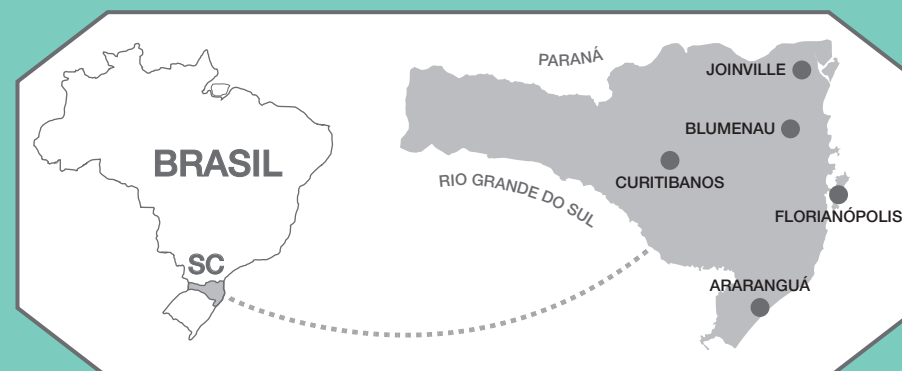 BRASIL
SC
PARANÁ
JOINVILLE
BLUMENAU
CURITIBANOS
RIO GRANDE DO SUL
FLORIANÓPOLIS
ARARANGUÁ